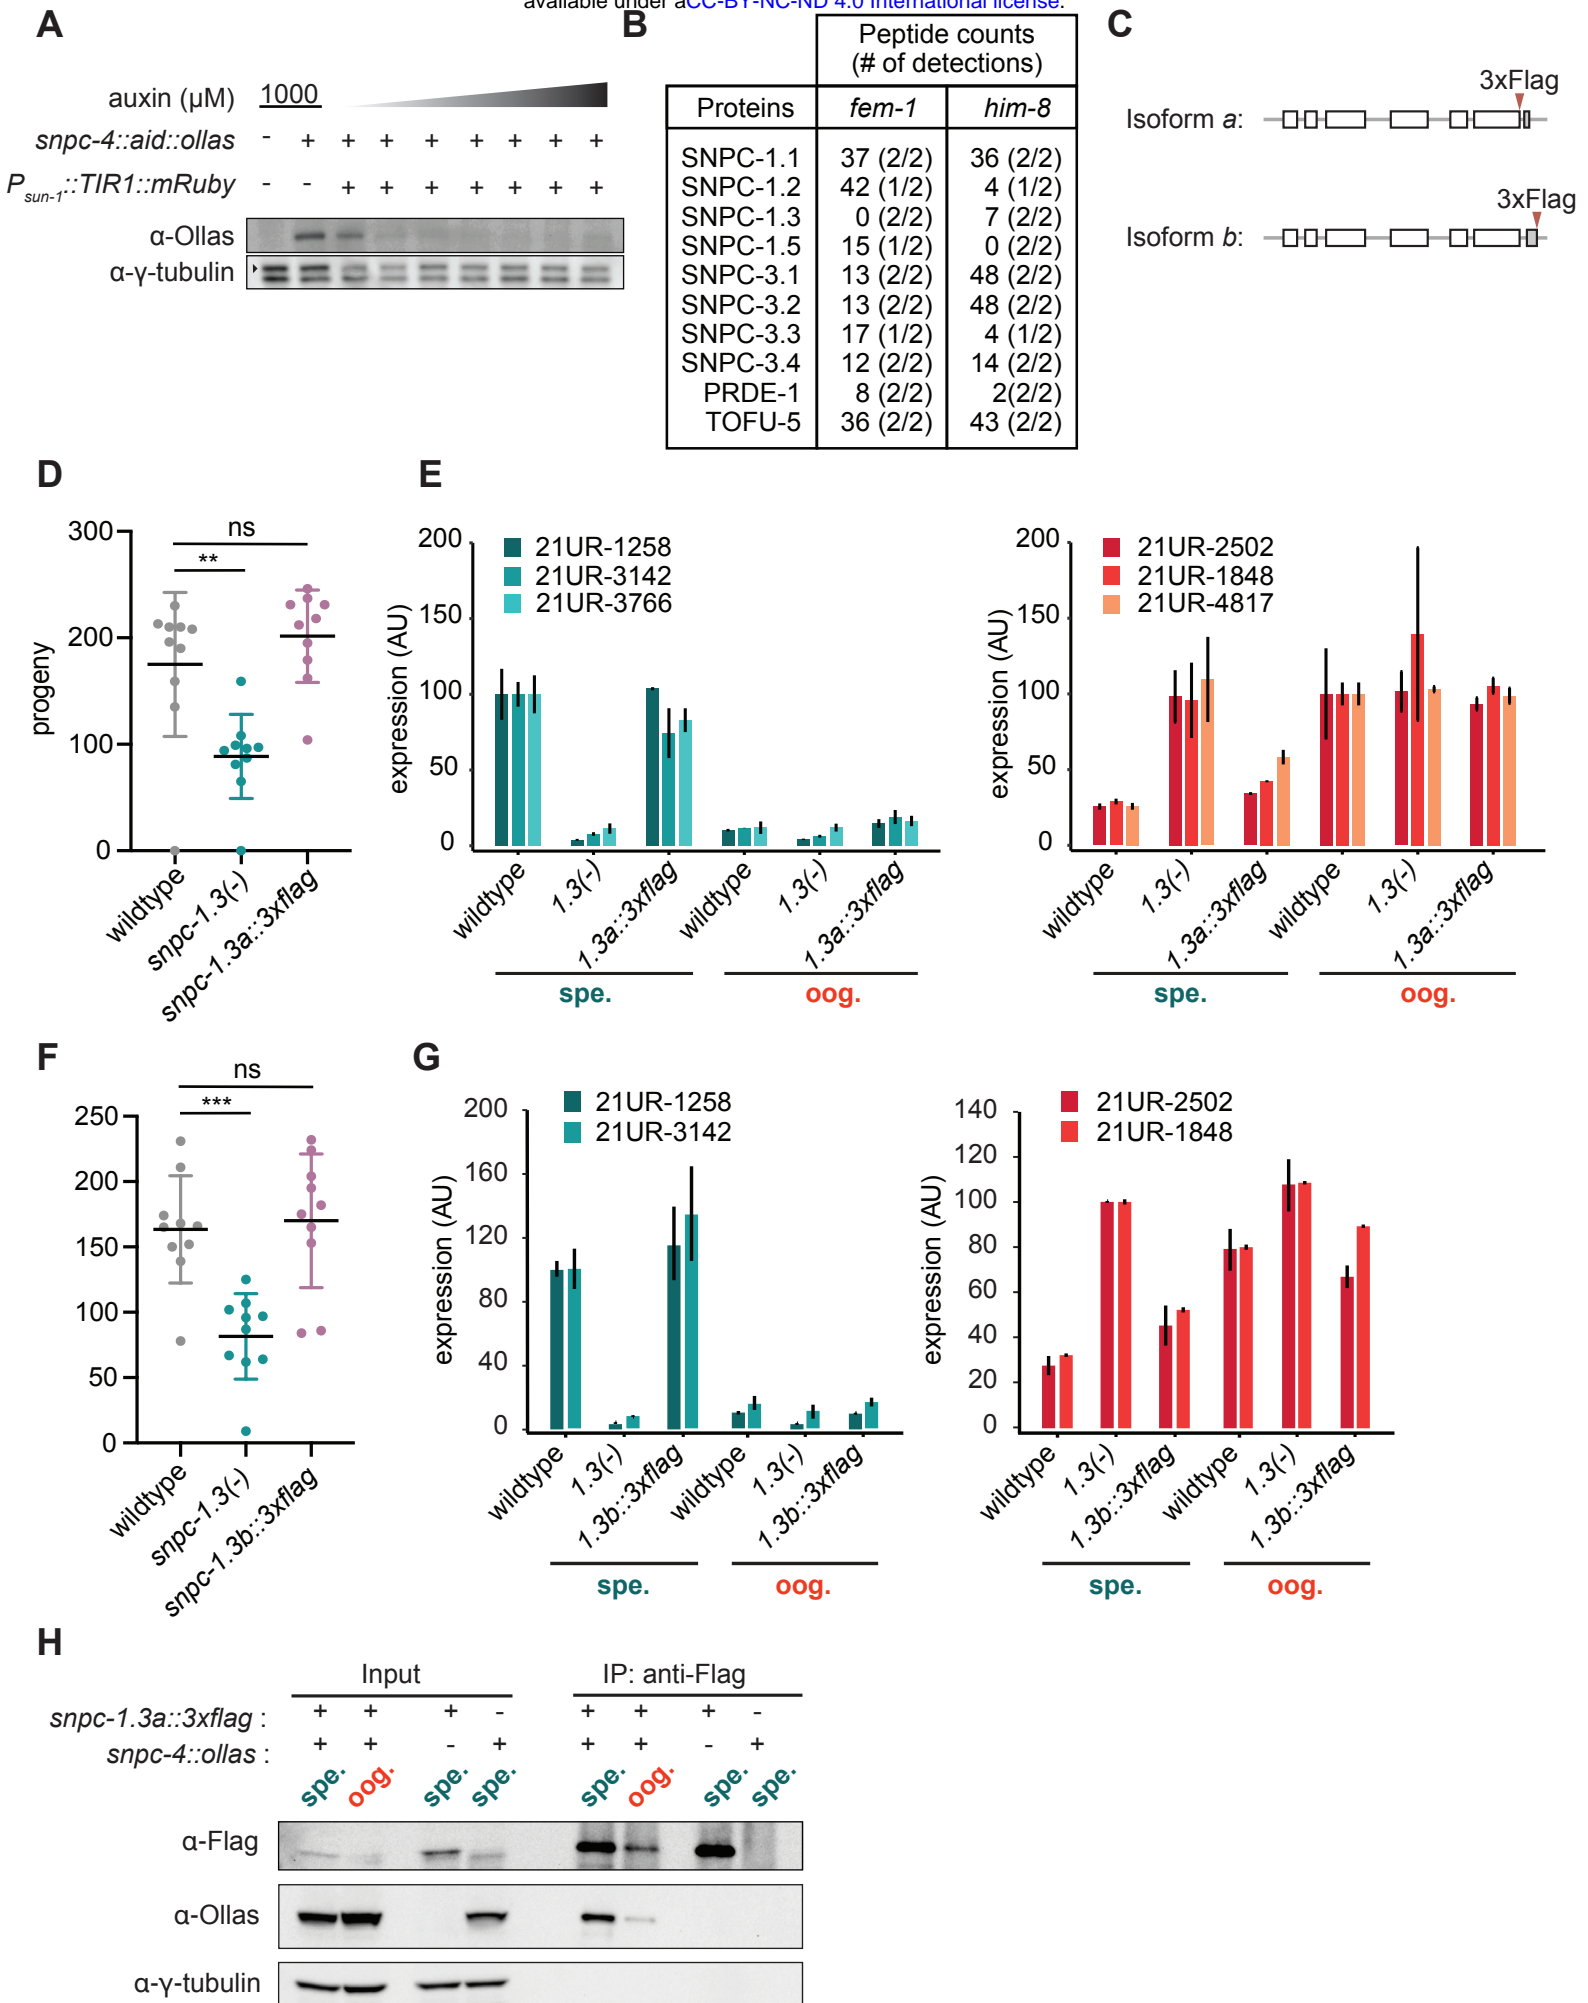 available under aCC-BY-NC-ND 4.0 International license.
A
auxin (µM) 1000
snpc-4::aid::ollas - + + + + + + + +
Psun-1::TIR1::mRuby - - + + + + + + +
α-Ollas
α-γ-tubulin
B
Peptide counts
(# of detections)
Proteins fem-1 him-8
SNPC-1.1 37 (2/2) 36 (2/2)
SNPC-1.2 42 (1/2) 4 (1/2)
SNPC-1.3 0 (2/2) 7 (2/2)
SNPC-1.5 15 (1/2) 0 (2/2)
SNPC-3.1 13 (2/2) 48 (2/2)
SNPC-3.2 13 (2/2) 48 (2/2)
SNPC-3.3 17 (1/2) 4 (1/2)
SNPC-3.4 12 (2/2) 14 (2/2)
PRDE-1 8 (2/2) 2(2/2)
TOFU-5 36 (2/2) 43 (2/2)
C
3xFlag
Isoform a:
3xFlag
Isoform b:
D
progeny
300
200
100
0
ns
**
wildtype
snpc-1.3(-)
snpc-1.3a::3xflag
E
expression (AU)
200
150
100
50
0
21UR-1258
21UR-3142
21UR-3766
wildtype
1.3(-)
1.3a::3xflag
wildtype
1.3(-)
1.3a::3xflag
spe.
oog.
expression (AU)
200
150
100
50
0
21UR-2502
21UR-1848
21UR-4817
wildtype
1.3(-)
1.3a::3xflag
wildtype
1.3(-)
1.3a::3xflag
spe.
oog.
F
250
200
150
100
50
0
ns
***
wildtype
snpc-1.3(-)
snpc-1.3b::3xflag
G
expression (AU)
200
160
120
80
40
0
21UR-1258
21UR-3142
wildtype
1.3(-)
1.3b::3xflag
wildtype
1.3(-)
1.3b::3xflag
spe.
oog.
expression (AU)
140
120
100
80
60
40
20
0
21UR-2502
21UR-1848
wildtype
1.3(-)
1.3b::3xflag
wildtype
1.3(-)
1.3b::3xflag
spe.
oog.
H
Input IP: anti-Flag
snpc-1.3a::3xflag : + + + - + + + -
snpc-4::ollas : + + - + + + - +
spe. oog. spe. spe. spe. oog. spe. spe.
α-Flag
α-Ollas
α-γ-tubulin